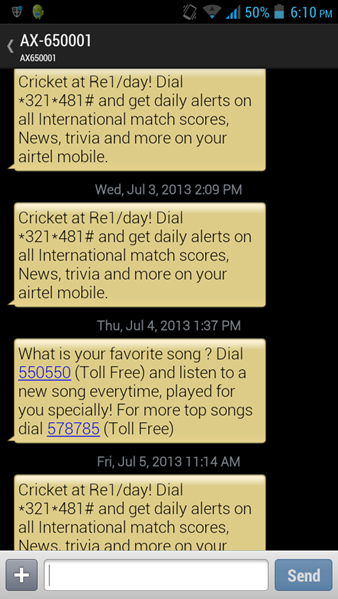 50% 6:10 PM
AX-650001
AX650001
Cricket at Re1/day! Dial
*321*481# and get daily alerts on
all International match scores,
News, trivia and more on your
airtel mobile.
Wed, Jul 3, 2013 2:09 PM
Cricket at Re1/day! Dial
*321*481# and get daily alerts on
all International match scores,
News, trivia and more on your
airtel mobile.
Thu, Jul 4, 2013 1:37 PM
What is your favorite song ? Dial
550550 (Toll Free) and listen to a
new song everytime, played for
you specially! For more top songs
dial 578785 (Toll Free)
Fri, Jul 5, 2013 11:14 AM
Cricket at Re1/day! Dial
*321*481# and get daily alerts on
all International match scores,
News, trivia and more on your
Send